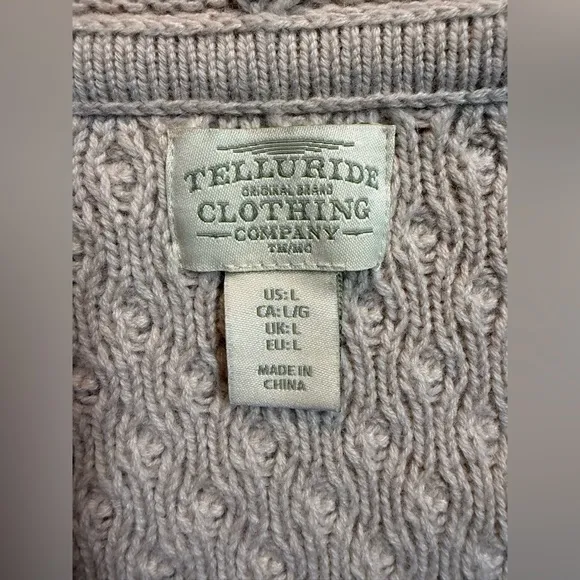 TELLURIDE
ORIGINAL BRAND
CLOTHING
COMPANY
TM/MC
US: L
CA: L/G
UK: L
EU: L
MADE IN
CHINA